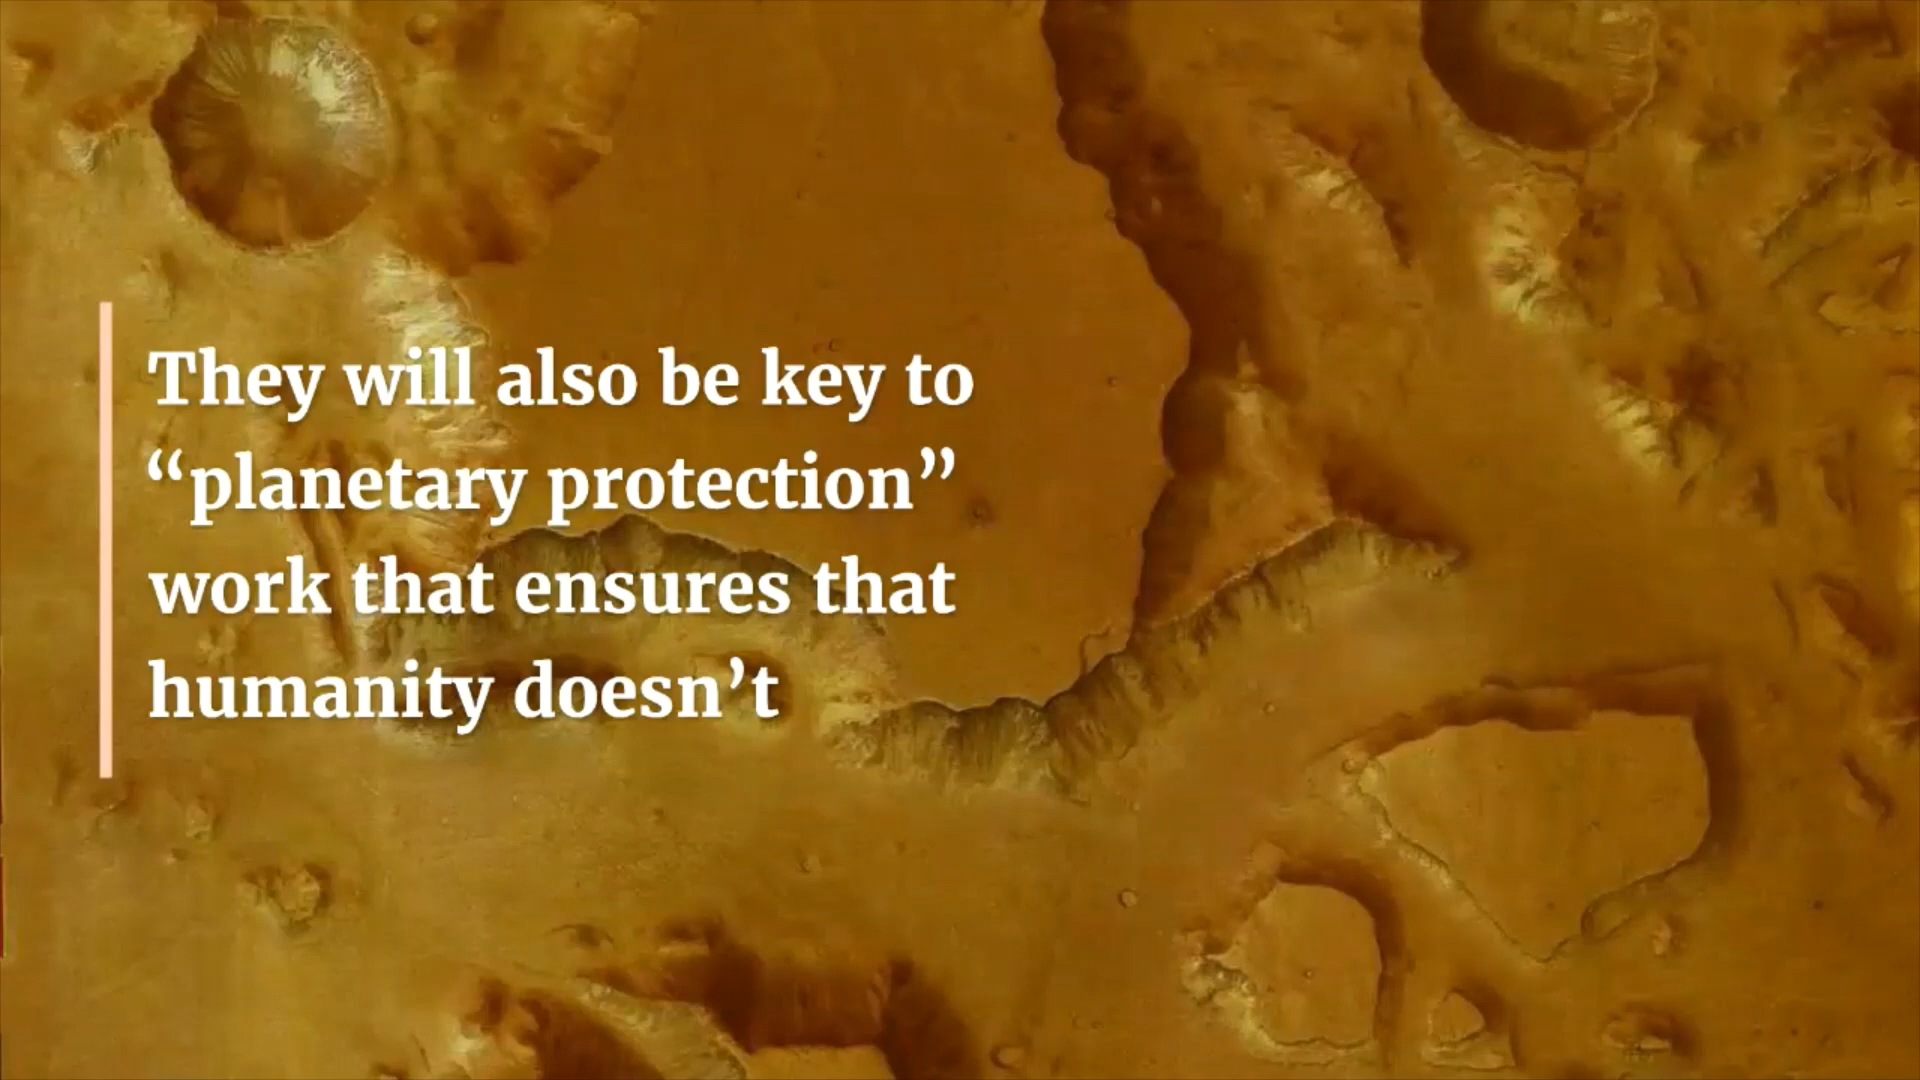 They will also be key to
“planetary protection”
work that ensures that
humanity doesn’t